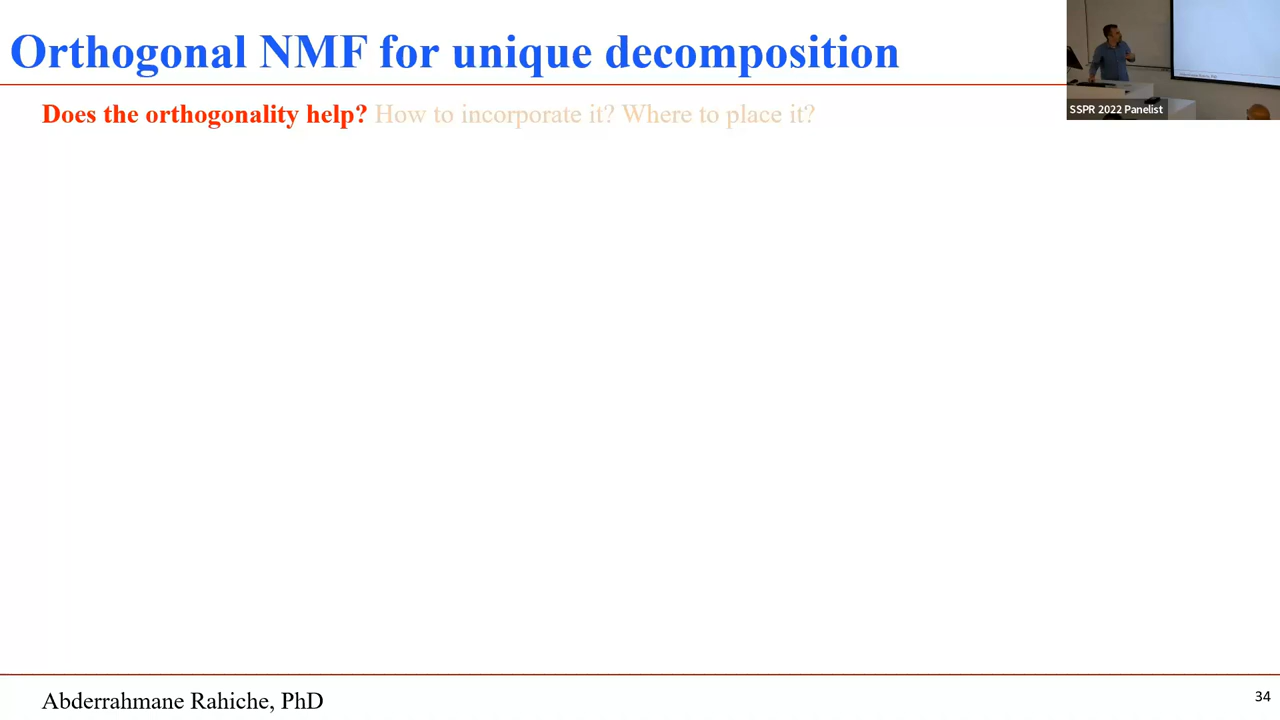 Orthogonal NMF for unique decomposition
Does the orthogonality help? How to incorporate it? Where to place it?
SSPR 2022 Panelist
Abderrahmane Rahiche, PhD
34